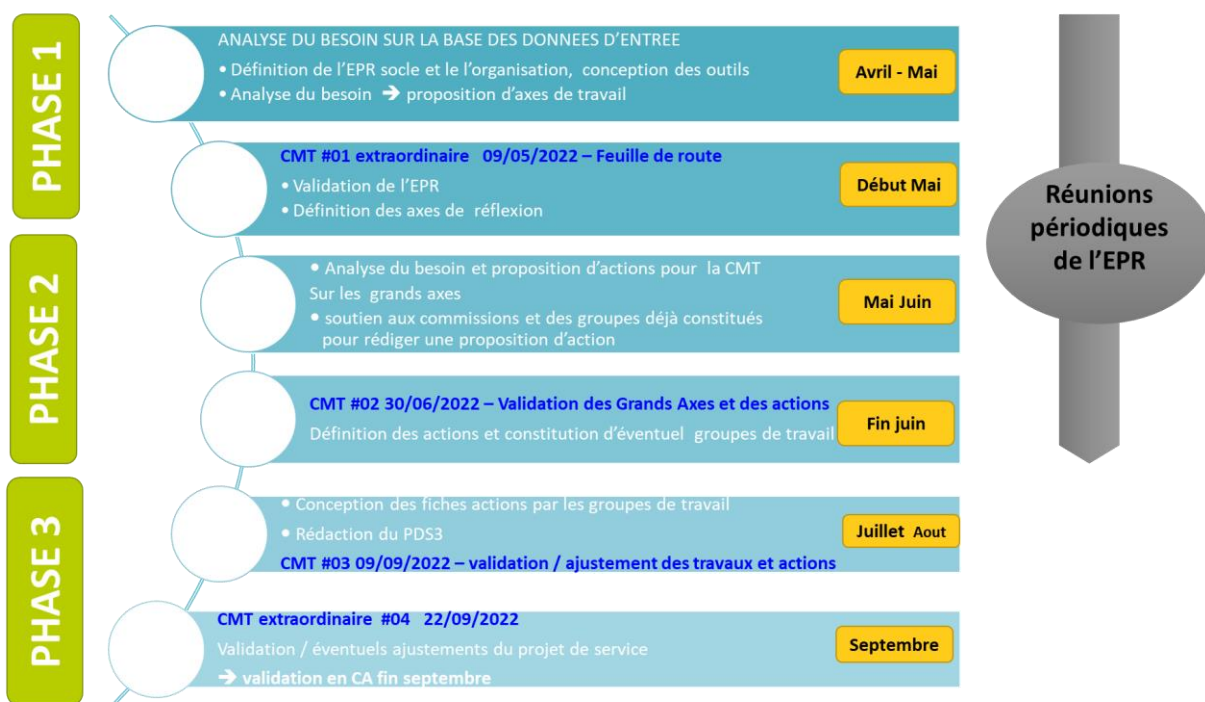 PHASE 1
ANALYSE DU BESOIN SUR LA BASE DES DONNEES D'ENTREE
• Définition de l'EPR socle et le l'organisation, conception des outils
• Analyse du besoin ➔ proposition d'axes de travail
Avril - Mai
CMT #01 extraordinaire 09/05/2022 – Feuille de route
• Validation de l'EPR
• Définition des axes de réflexion
Début Mai
PHASE 2
• Analyse du besoin et proposition d'actions pour la CMT
Sur les grands axes
• soutien aux commissions et des groupes déjà constitués
pour rédiger une proposition d'action
Mai Juin
CMT #02 30/06/2022 – Validation des Grands Axes et des actions
Définition des actions et constitution d'éventuel groupes de travail
Fin juin
PHASE 3
• Conception des fiches actions par les groupes de travail
• Rédaction du PDS3
CMT #03 09/09/2022 – validation / ajustement des travaux et actions
Juillet Aout
CMT extraordinaire #04 22/09/2022
Validation / éventuels ajustements du projet de service
➔ validation en CA fin septembre
Septembre
Réunions
périodiques
de l'EPR